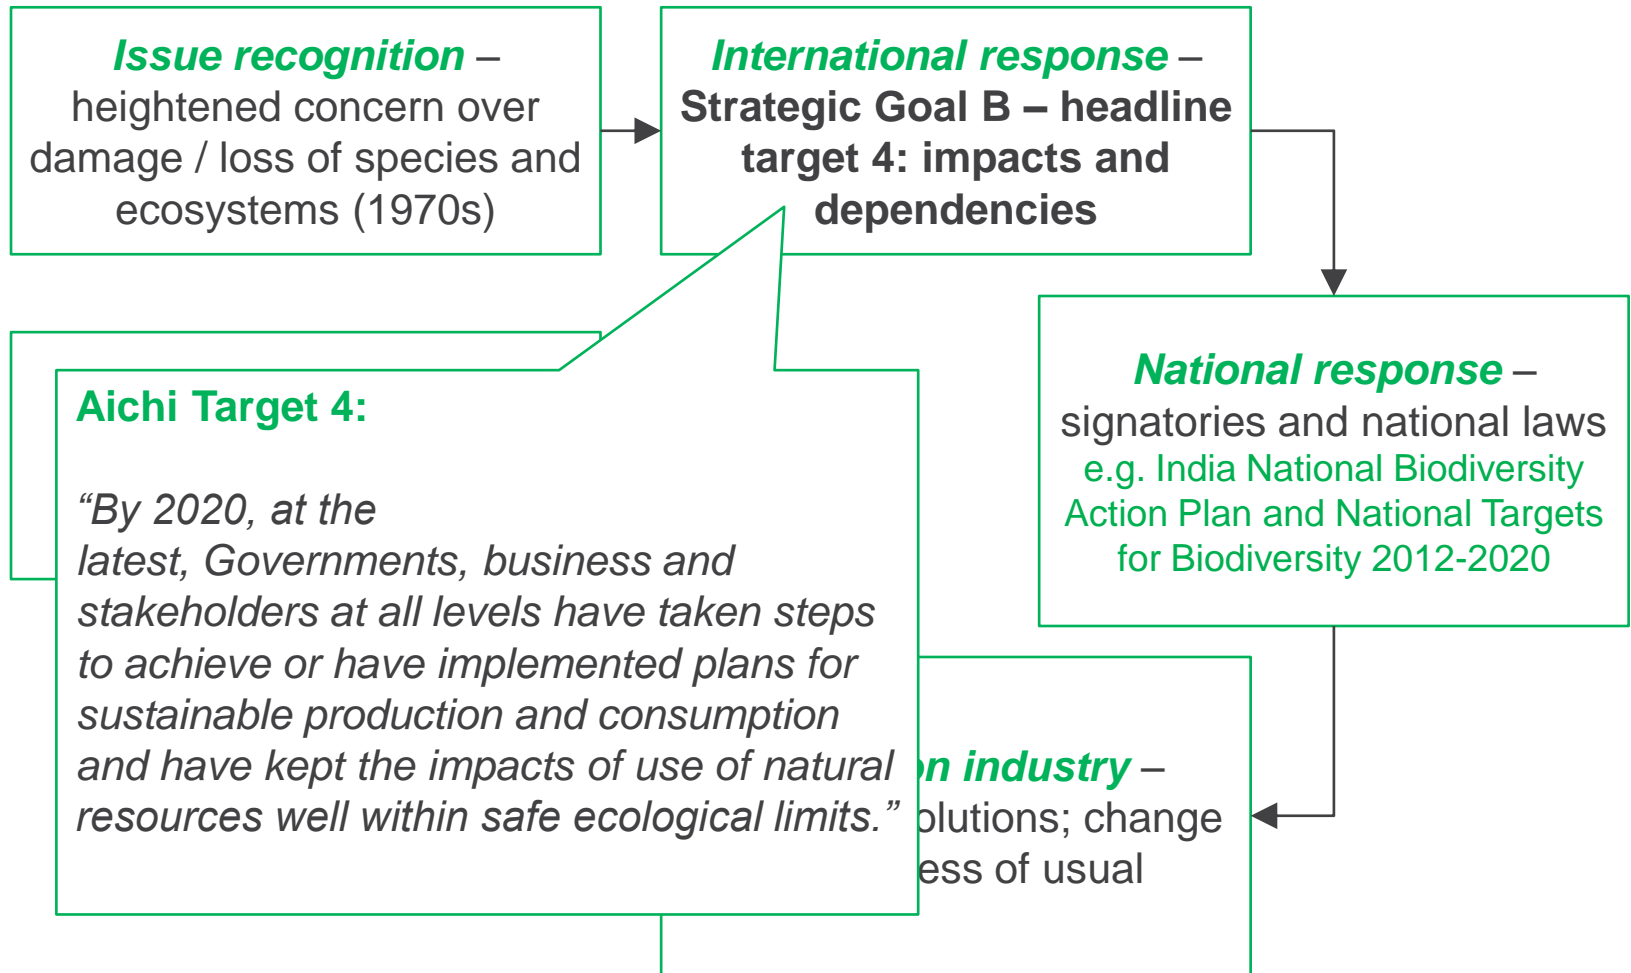 Issue recognition –
heightened concern over
damage / loss of species and
ecosystems (1970s)
International response –
Strategic Goal B – headline
target 4: impacts and
dependencies
National response –
signatories and national laws
e.g. India National Biodiversity
Action Plan and National Targets
for Biodiversity 2012-2020
Aichi Target 4:
“By 2020, at the
latest, Governments, business and
stakeholders at all levels have taken steps
to achieve or have implemented plans for
sustainable production and consumption
and have kept the impacts of use of natural
resources well within safe ecological limits.”
industry –
change
of usual